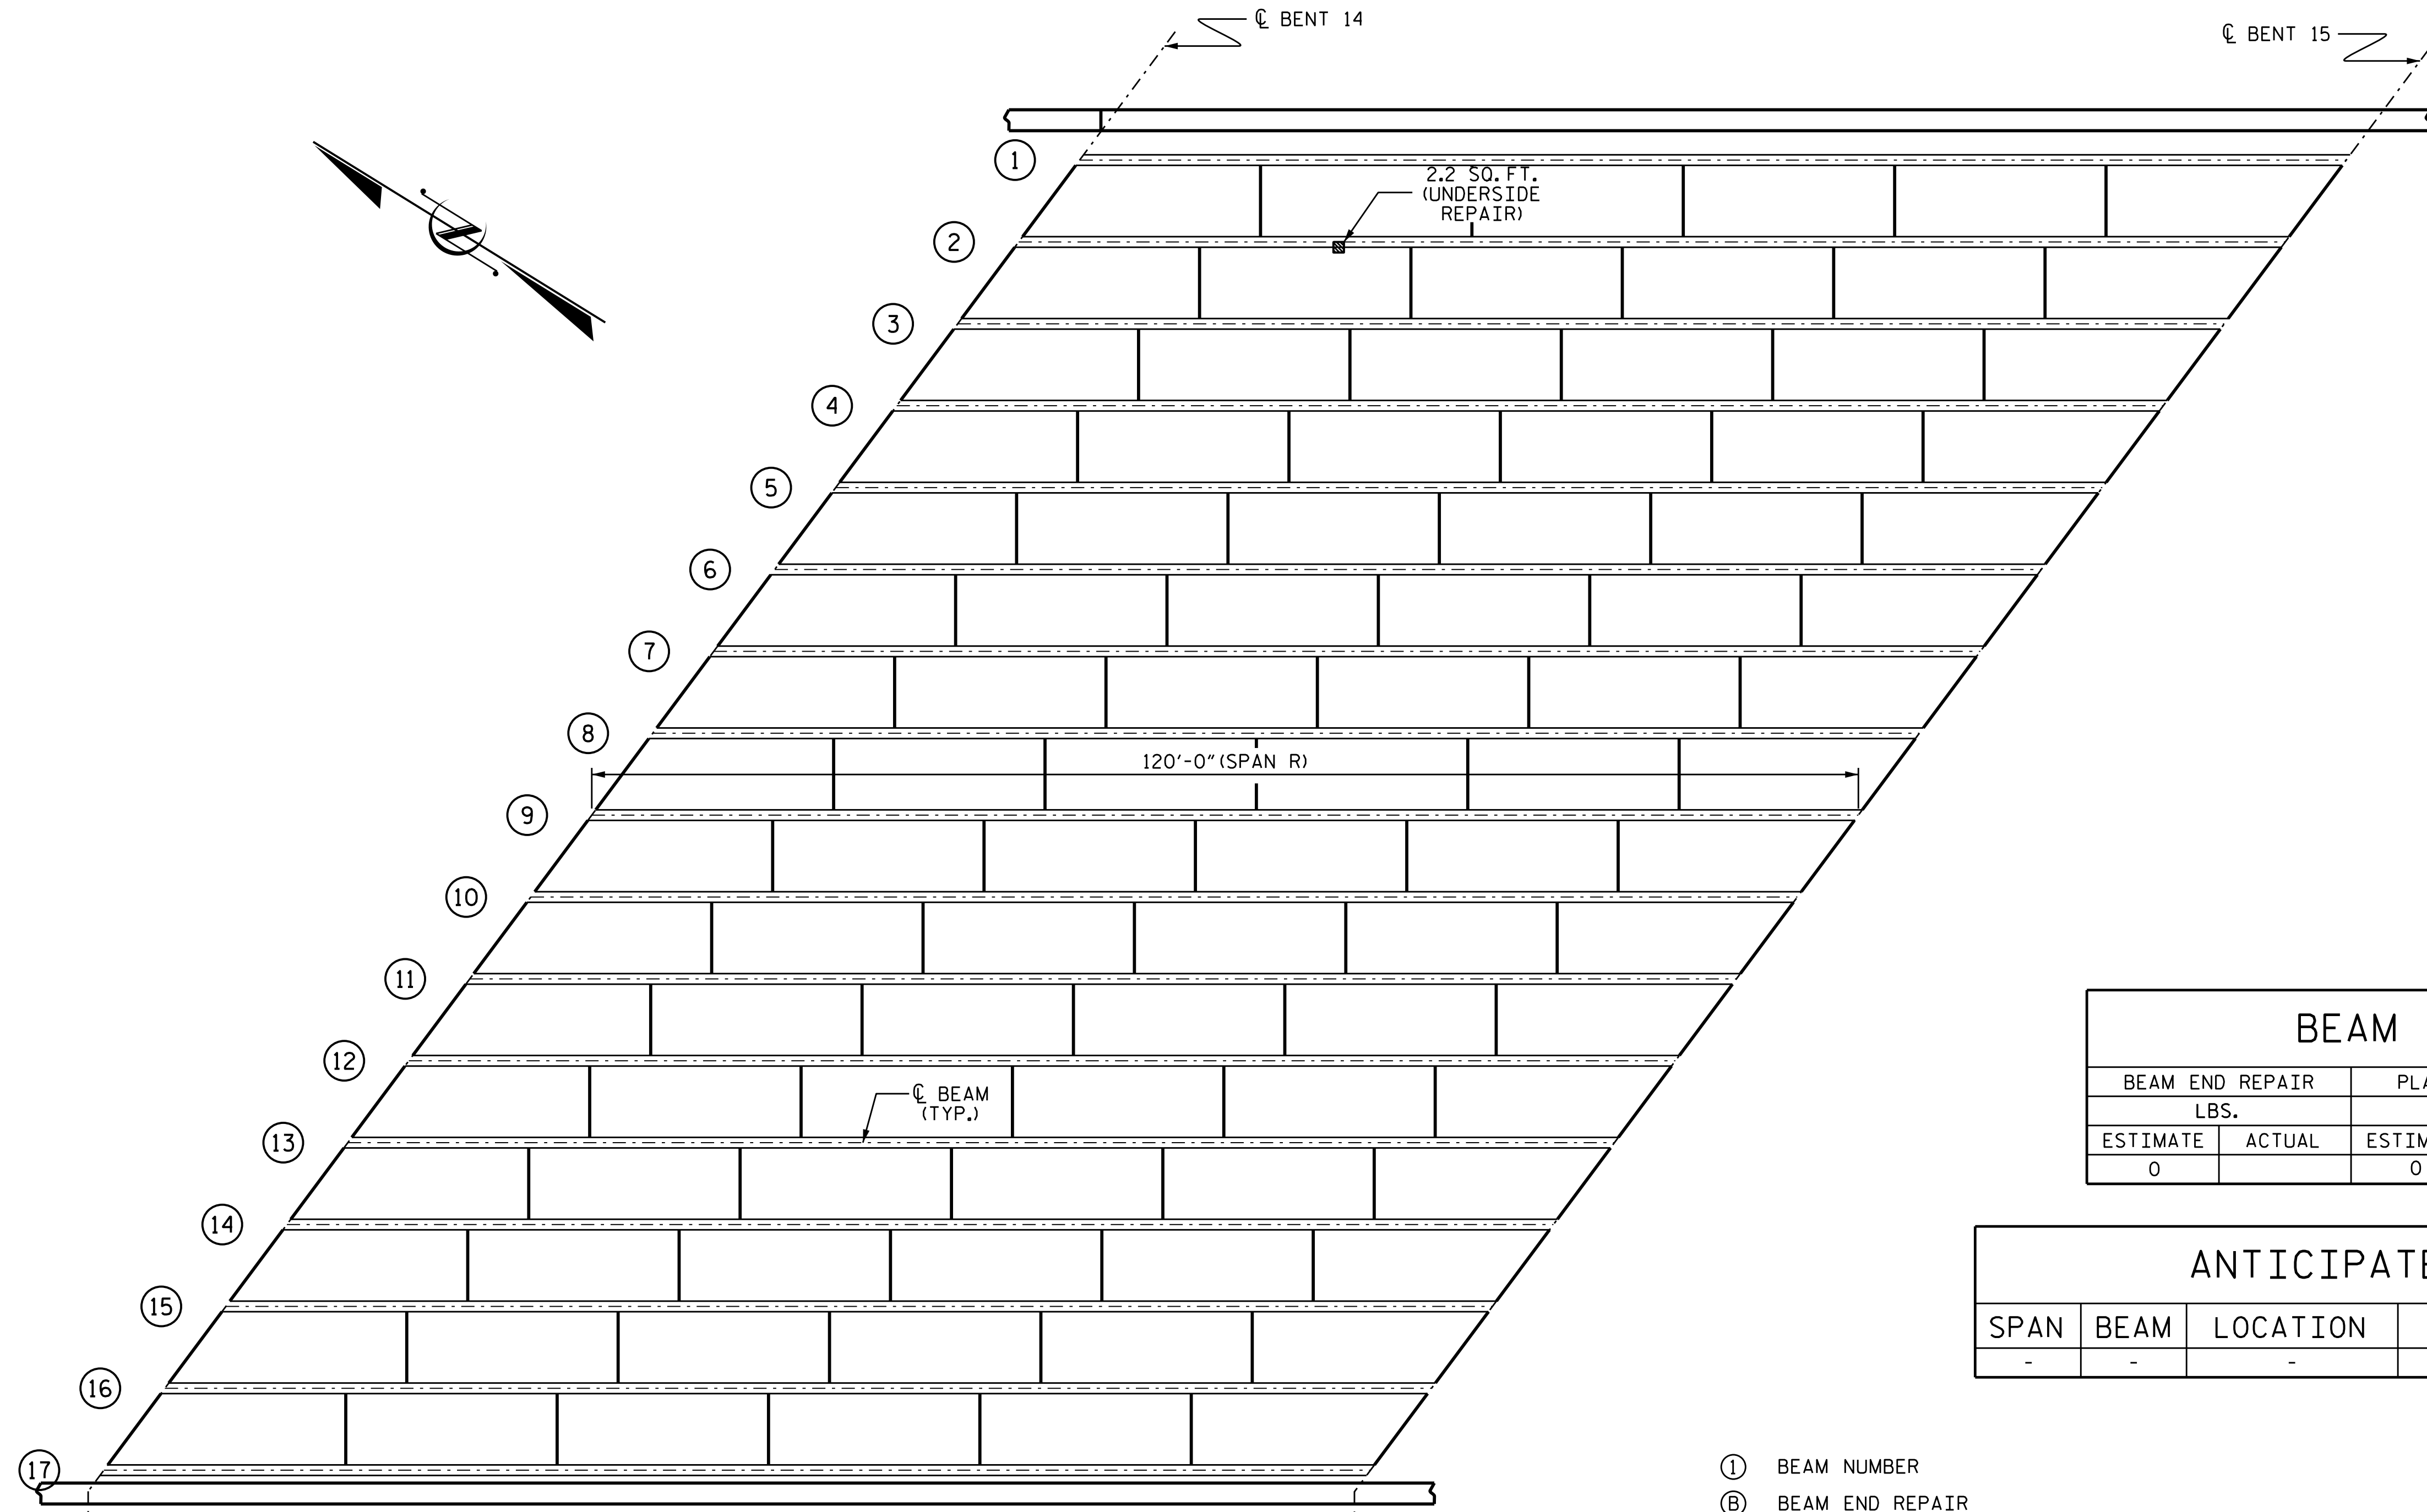 ℄ BENT 14
℄ BENT 15
1
2.2 SQ. FT.
(UNDERSIDE
REPAIR)
2
3
4
5
6
7
8
120'-0" (SPAN R)
9
10
11
12
℄ BEAM
(TYP.)
13
14
15
16
17
BEAM
BEAM END REPAIR
LBS.
ESTIMATE ACTUAL
0 0
ANTICIPATE
SPAN BEAM LOCATION
- - -
1 BEAM NUMBER
B BEAM END REPAIR